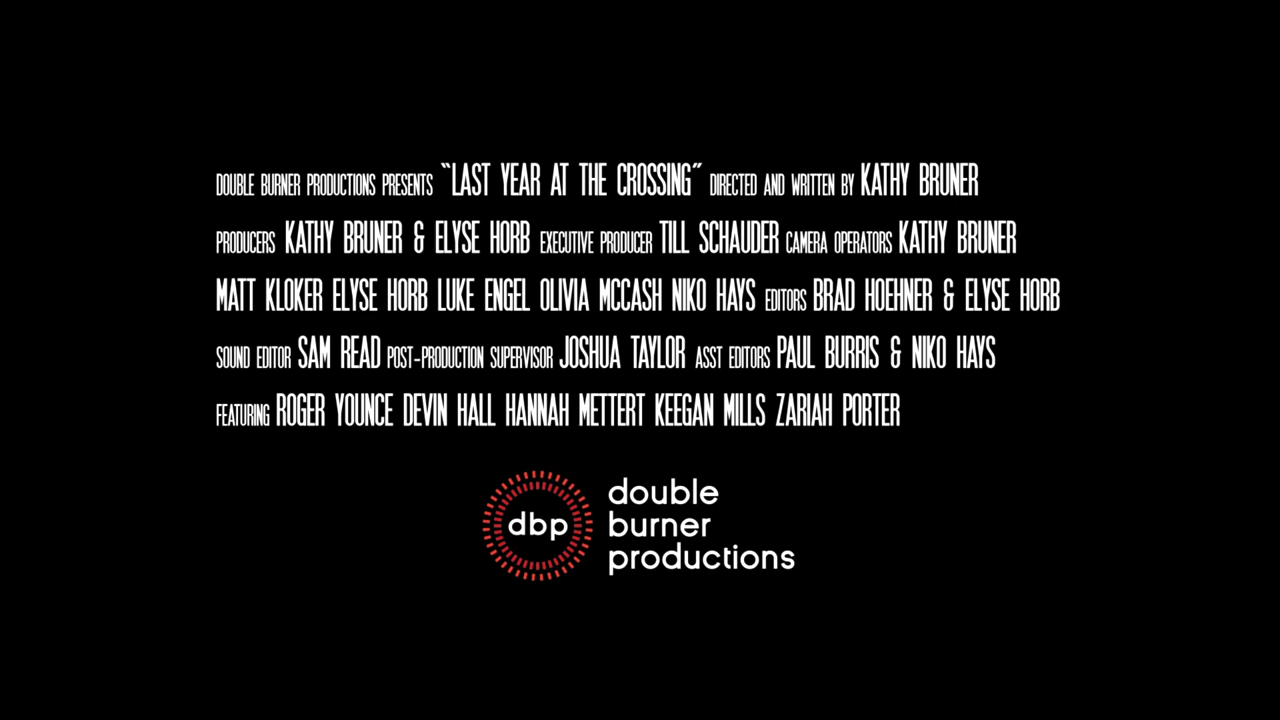 DOUBLE BURNER PRODUCTIONS PRESENTS “LAST YEAR AT THE CROSSING” DIRECTED AND WRITTEN BY KATHY BRUNER
PRODUCERS KATHY BRUNER & ELYSE HORB EXECUTIVE PRODUCER TILL SCHAUDER CAMERA OPERATORS KATHY BRUNER
MATT KLOKER ELYSE HORB LUKE ENGEL OLIVIA MCCASH NIKO HAYS EDITORS BRAD HOEHNER & ELYSE HORB
SOUND EDITOR SAM READ POST-PRODUCTION SUPERVISOR JOSHUA TAYLOR ASST EDITORS PAUL BURRIS & NIKO HAYS
FEATURING ROGER YOUNCE DEVIN HALL HANNAH METTERT KEEGAN MILLS ZARIAH PORTER
dbp
double
burner
productions